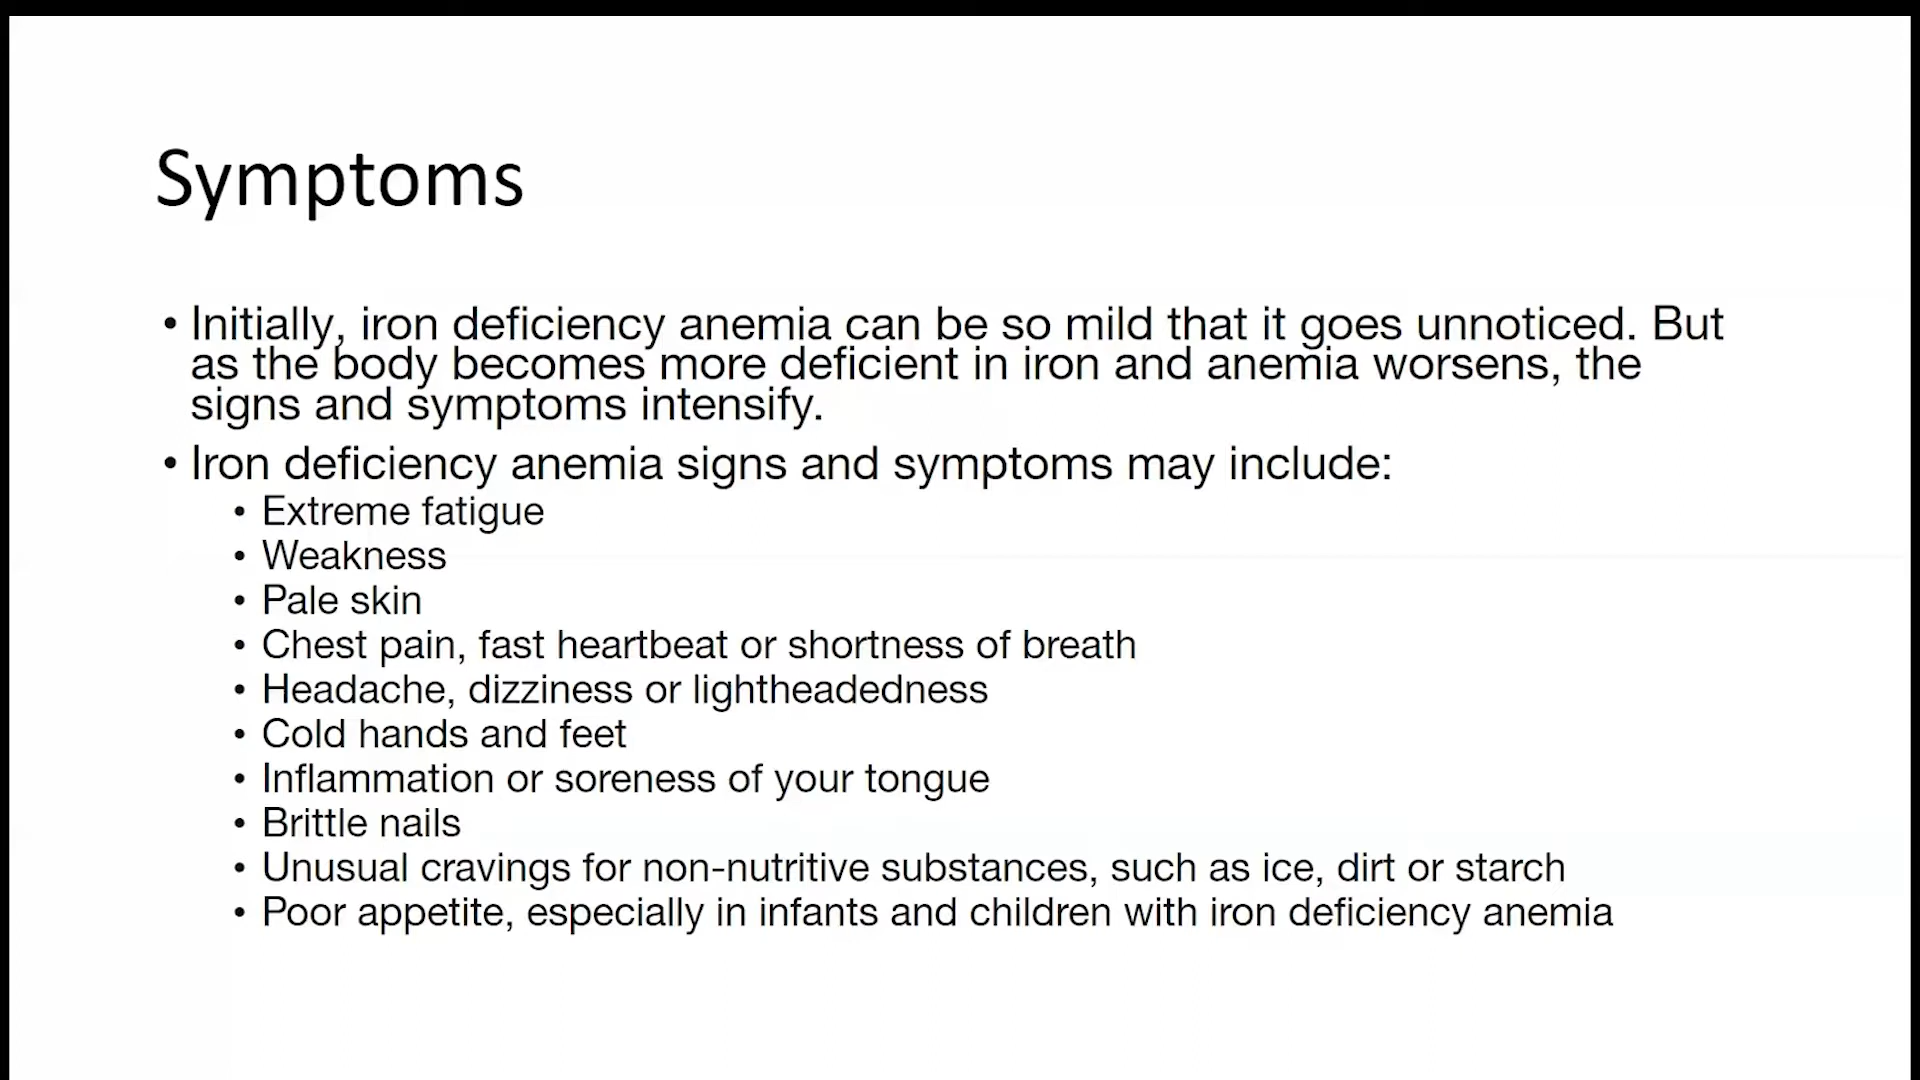 Symptoms
• Initially, iron deficiency anemia can be so mild that it goes unnoticed. But
as the body becomes more deficient in iron and anemia worsens, the
signs and symptoms intensify.
• Iron deficiency anemia signs and symptoms may include:
• Extreme fatigue
• Weakness
• Pale skin
• Chest pain, fast heartbeat or shortness of breath
• Headache, dizziness or lightheadedness
• Cold hands and feet
• Inflammation or soreness of your tongue
• Brittle nails
• Unusual cravings for non-nutritive substances, such as ice, dirt or starch
• Poor appetite, especially in infants and children with iron deficiency anemia